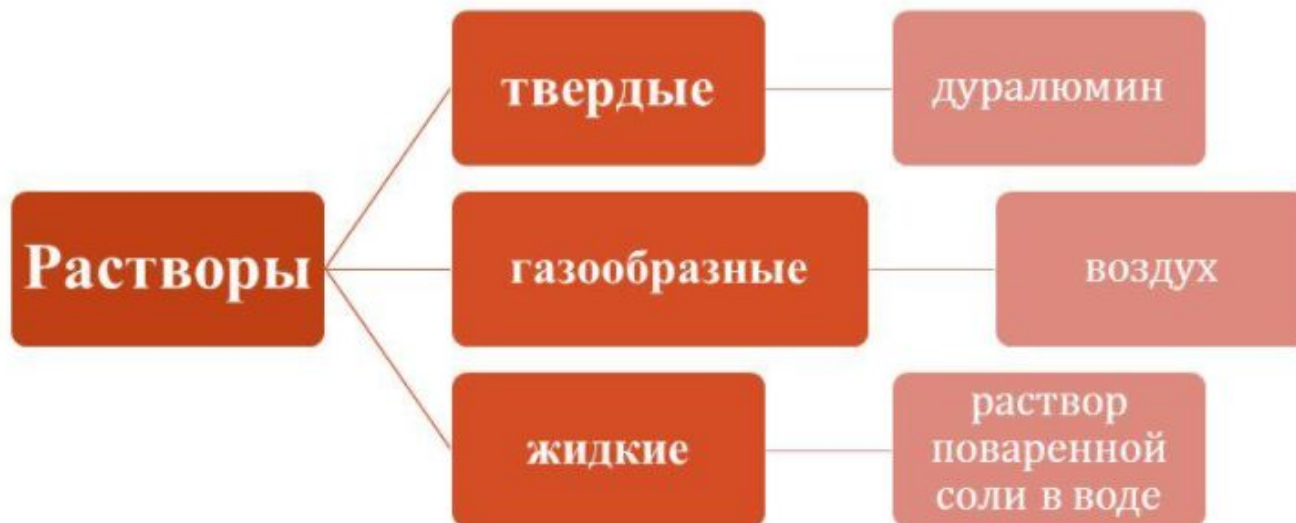 Растворы
твердые
дуралюмин
газообразные
воздух
жидкие
раствор
поваренной
соли в воде